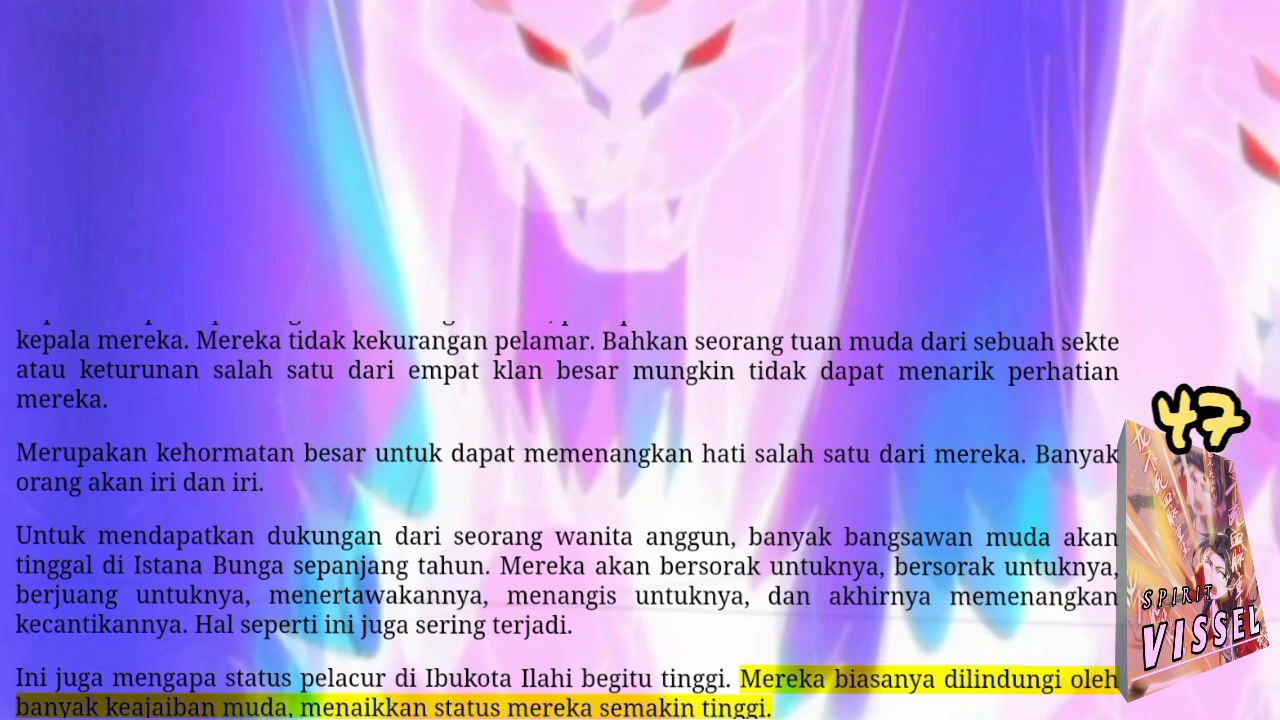 kepala mereka. Mereka tidak kekurangan pelamar. Bahkan seorang tuan muda dari sebuah sekte
atau keturunan salah satu dari empat klan besar mungkin tidak dapat menarik perhatian
mereka.
Merupakan kehormatan besar untuk dapat memenangkan hati salah satu dari mereka. Banyak
orang akan iri dan iri.
Untuk mendapatkan dukungan dari seorang wanita anggun, banyak bangsawan muda akan
tinggal di Istana Bunga sepanjang tahun. Mereka akan bersorak untuknya, bersorak untuknya,
berjuang untuknya, menertawakannya, menangis untuknya, dan akhirnya memenangkan
kecantikannya. Hal seperti ini juga sering terjadi.
Ini juga mengapa status pelacur di Ibukota Ilahi begitu tinggi. Mereka biasanya dilindungi oleh
banyak keajaiban muda, menaikkan status mereka semakin tinggi.
47
SPIRIT
VISSEL